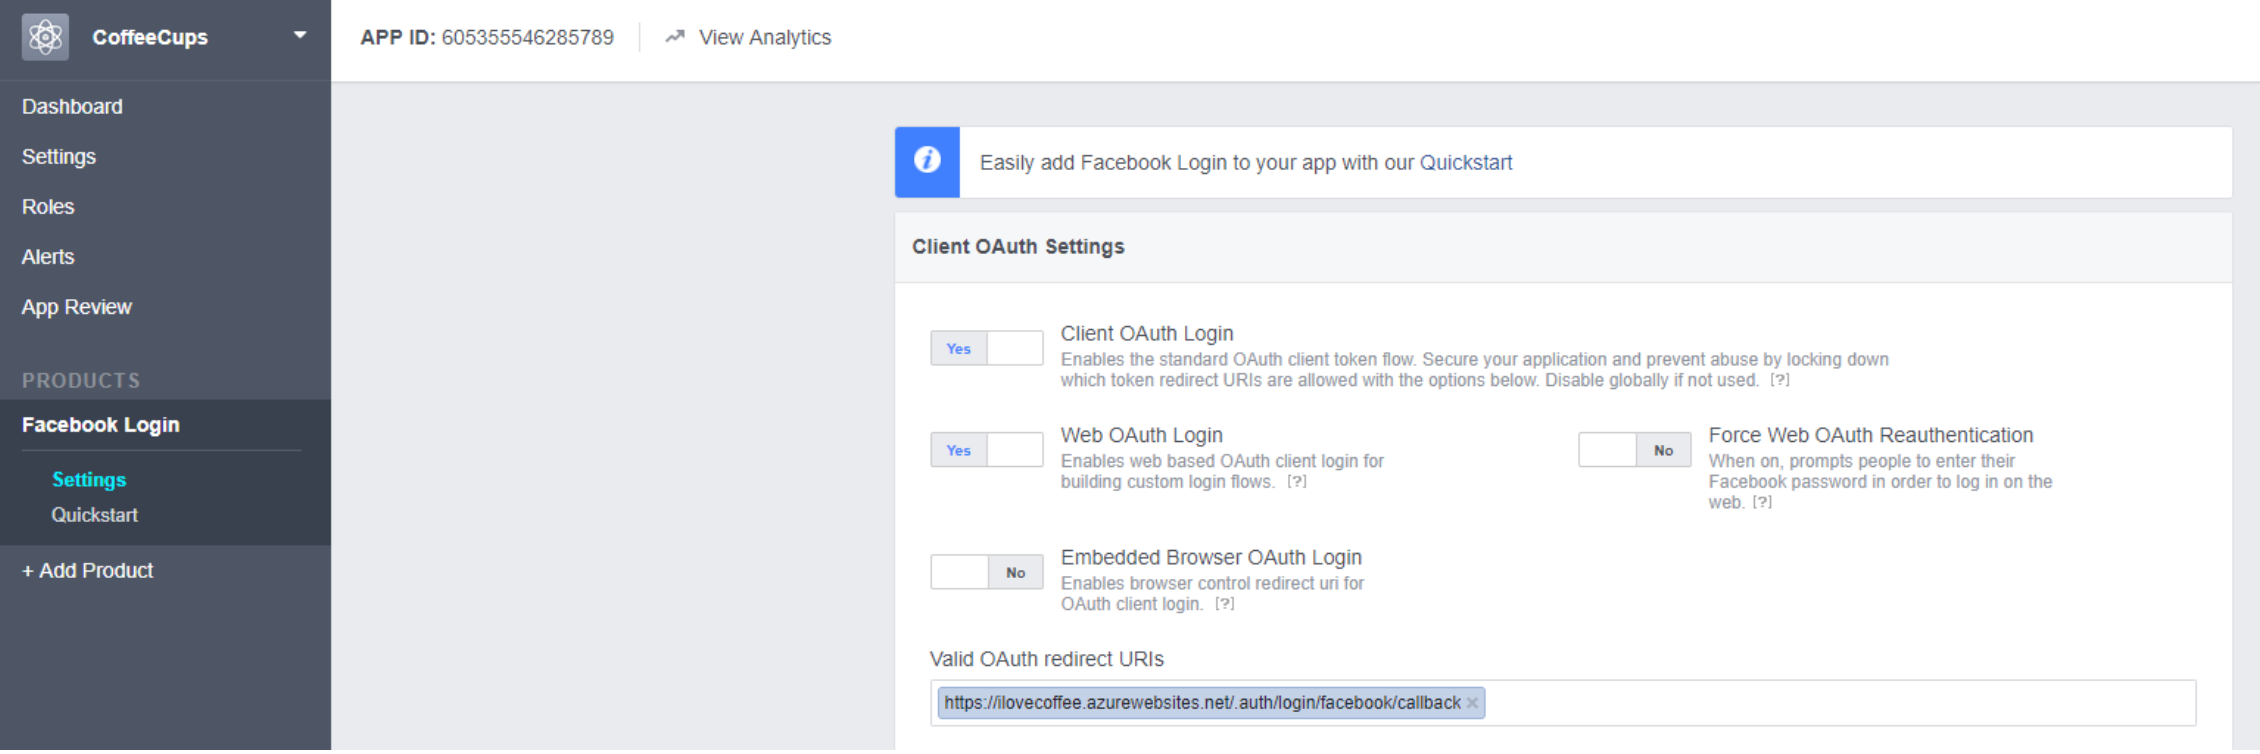 CoffeeCups
APP ID: 605355546285789
View Analytics
Dashboard
Settings
Roles
Alerts
App Review
PRODUCTS
Facebook Login
Settings
Quickstart
+ Add Product
Easily add Facebook Login to your app with our Quickstart
Client OAuth Settings
Yes
Client OAuth Login
Enables the standard OAuth client token flow. Secure your application and prevent abuse by locking down
which token redirect URIs are allowed with the options below. Disable globally if not used. [?]
Yes
Web OAuth Login
Enables web based OAuth client login for
building custom login flows. [?]
No
Force Web OAuth Reauthentication
When on, prompts people to enter their
Facebook password in order to log in on the
web. [?]
No
Embedded Browser OAuth Login
Enables browser control redirect uri for
OAuth client login. [?]
Valid OAuth redirect URIs
https://ilovecoffee.azurewebsites.net/.auth/login/facebook/callback ×